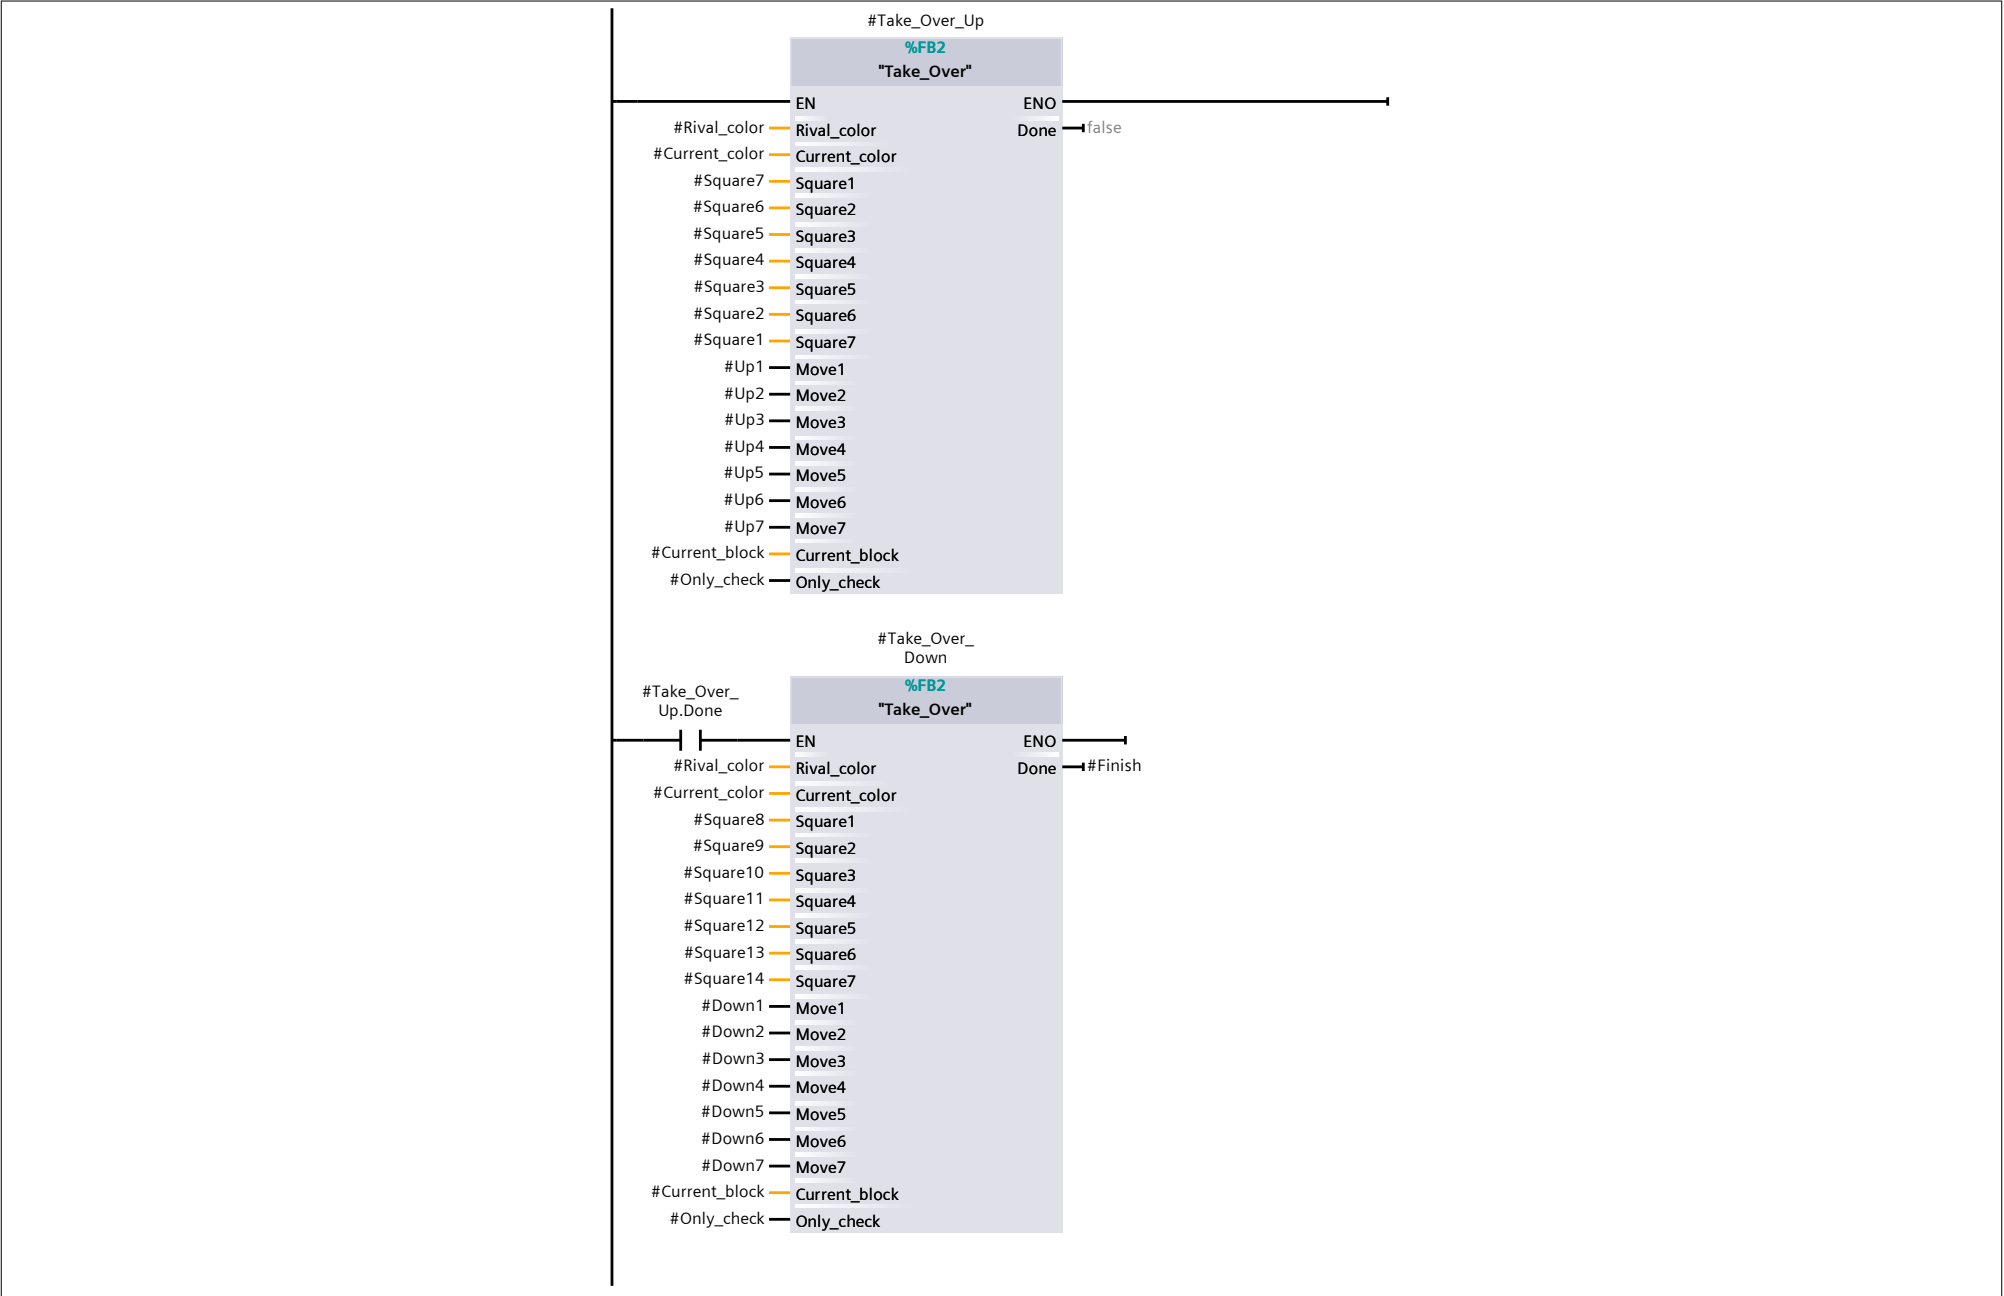 #Take_Over_Up
%FB2
"Take_Over"
EN ENO
#Rival_color Rival_color Done false
#Current_color Current_color
#Square7 Square1
#Square6 Square2
#Square5 Square3
#Square4 Square4
#Square3 Square5
#Square2 Square6
#Square1 Square7
#Up1 Move1
#Up2 Move2
#Up3 Move3
#Up4 Move4
#Up5 Move5
#Up6 Move6
#Up7 Move7
#Current_block Current_block
#Only_check Only_check
#Take_Over_
Down
%FB2
"Take_Over"
#Take_Over_
Up.Done
EN ENO
#Rival_color Rival_color Done #Finish
#Current_color Current_color
#Square8 Square1
#Square9 Square2
#Square10 Square3
#Square11 Square4
#Square12 Square5
#Square13 Square6
#Square14 Square7
#Down1 Move1
#Down2 Move2
#Down3 Move3
#Down4 Move4
#Down5 Move5
#Down6 Move6
#Down7 Move7
#Current_block Current_block
#Only_check Only_check